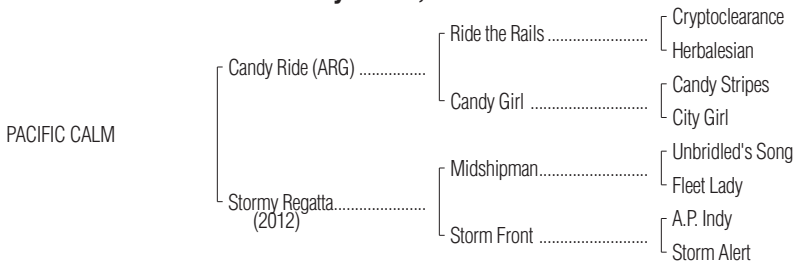 Cryptoclearance
Ride the Rails
Herbalesian
Candy Ride (ARG)
Candy Stripes
Candy Girl
City Girl
PACIFIC CALM
Unbridled's Song
Midshipman
Fleet Lady
Stormy Regatta
(2012)
A.P. Indy
Storm Front
Storm Alert